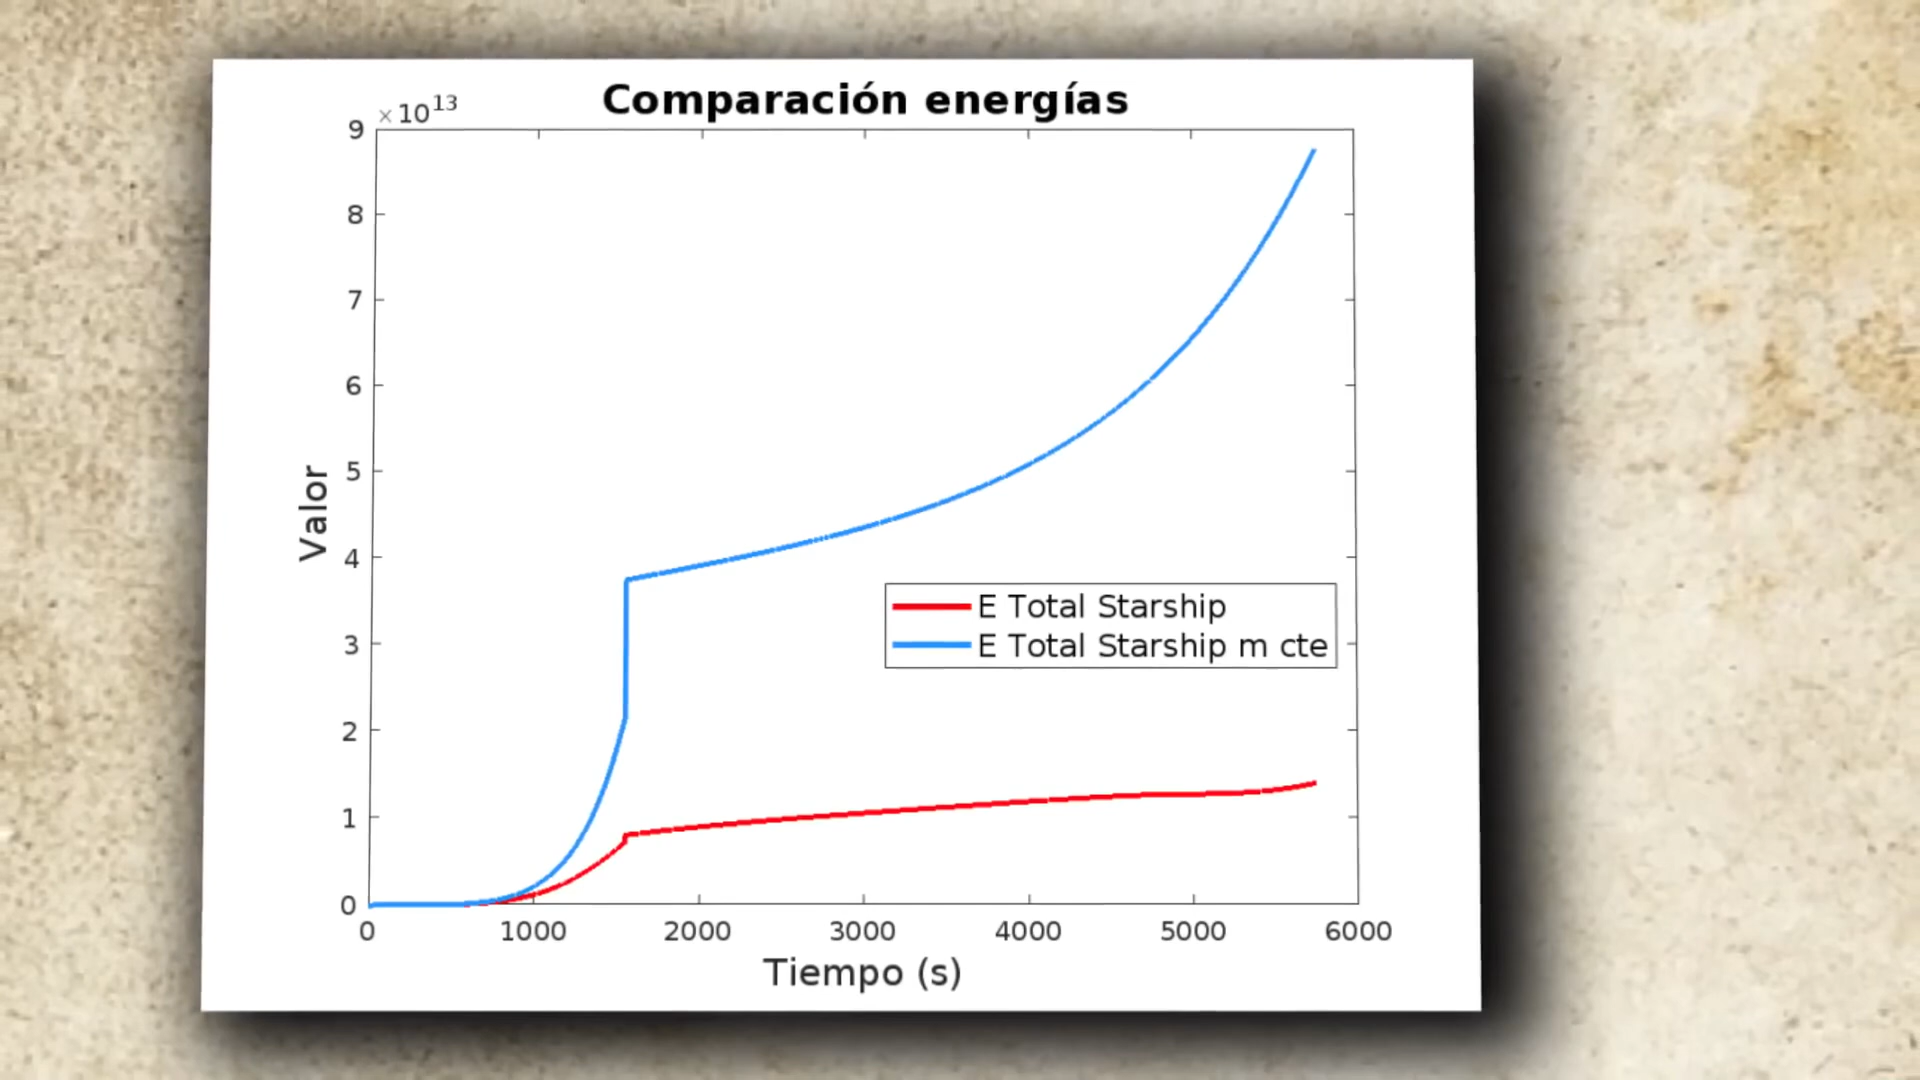 Comparación energías
×10¹³
9
8
7
6
5
4
3
2
1
0
Valor
E Total Starship
E Total Starship m cte
0 1000 2000 3000 4000 5000 6000
Tiempo (s)